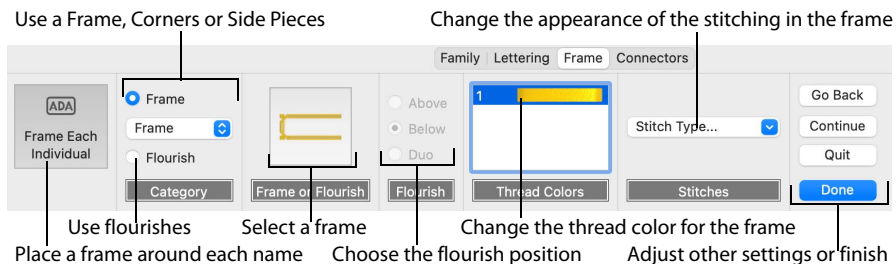 Use a Frame, Corners or Side Pieces
Change the appearance of the stitching in the frame
Family Lettering Frame Connectors
ADA
Frame Each
Individual
Frame
Frame
Flourish
Category
Frame or Flourish
Above
Below
Duo
Flourish
1
Thread Colors
Stitch Type...
Stitches
Go Back
Continue
Quit
Done
Use flourishes
Select a frame
Change the thread color for the frame
Place a frame around each name
Choose the flourish position
Adjust other settings or finish